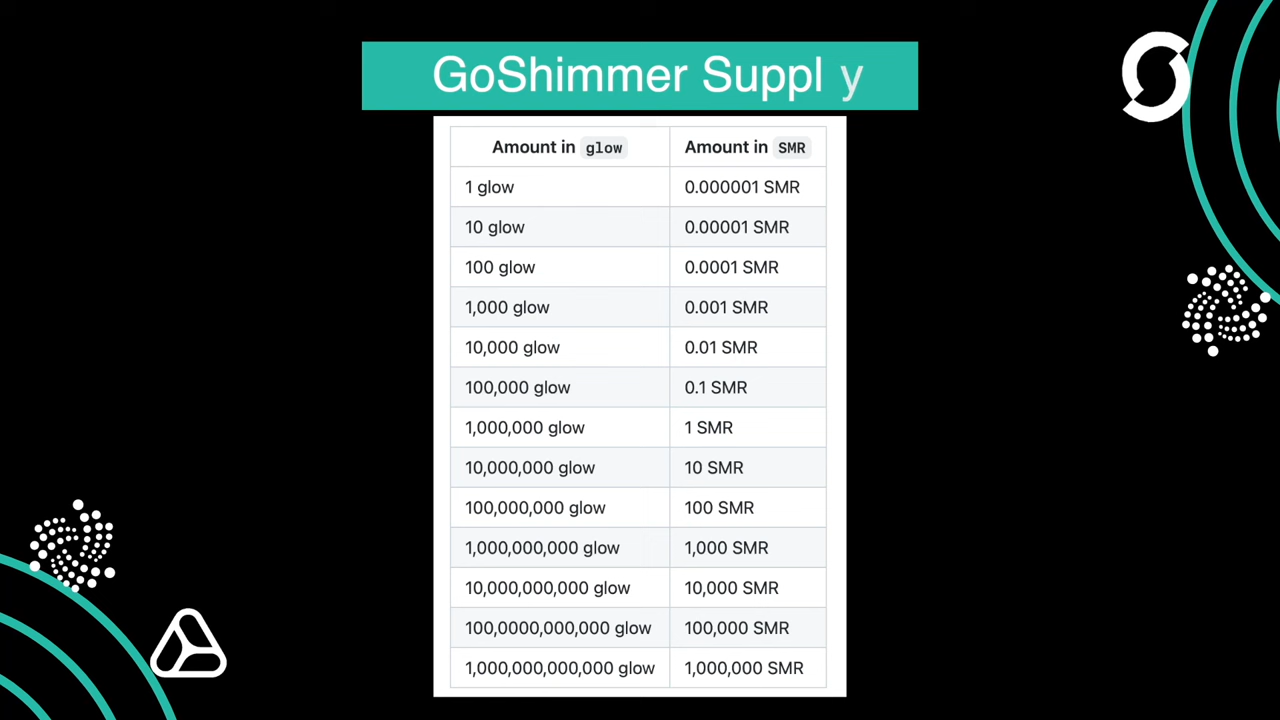 GoShimmer Suppl y
Amount in glow Amount in SMR
1 glow 0.000001 SMR
10 glow 0.00001 SMR
100 glow 0.0001 SMR
1,000 glow 0.001 SMR
10,000 glow 0.01 SMR
100,000 glow 0.1 SMR
1,000,000 glow 1 SMR
10,000,000 glow 10 SMR
100,000,000 glow 100 SMR
1,000,000,000 glow 1,000 SMR
10,000,000,000 glow 10,000 SMR
100,0000,000,000 glow 100,000 SMR
1,000,000,000,000 glow 1,000,000 SMR